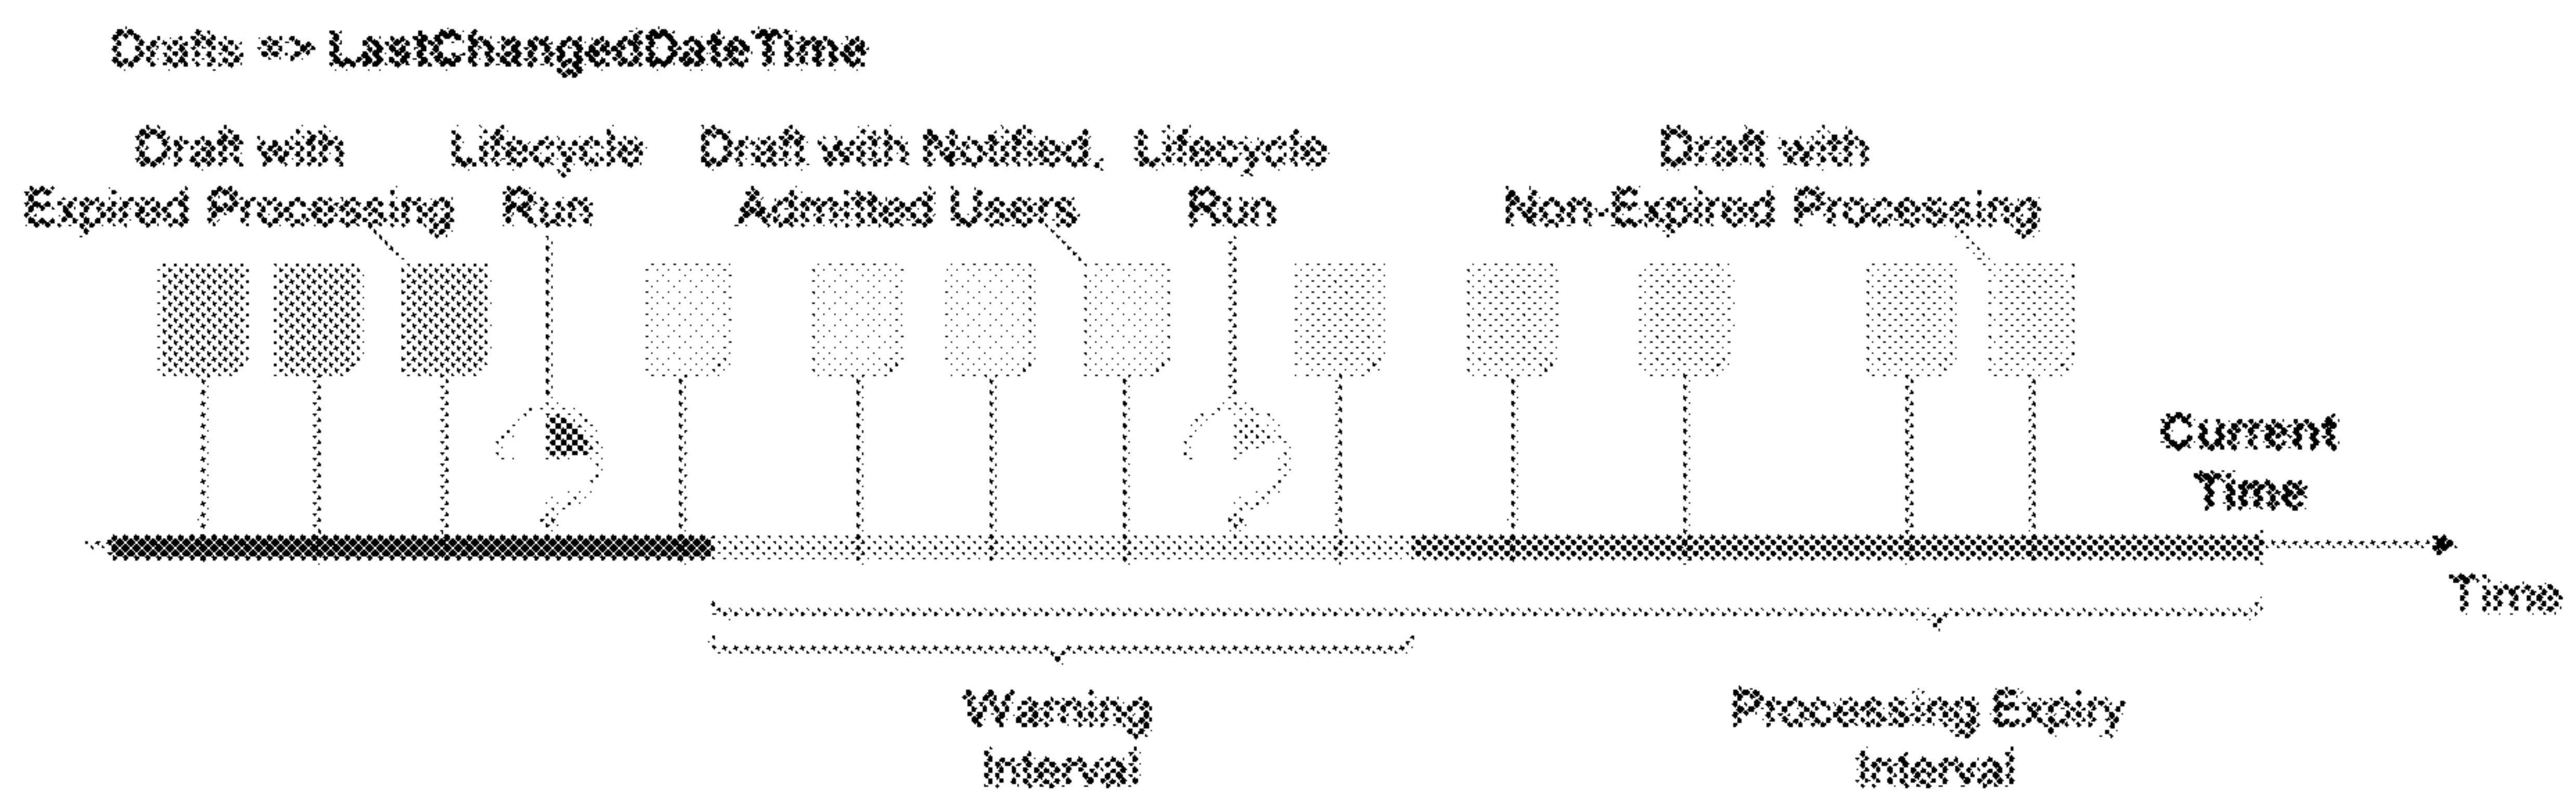 Drafts => LastChangedDateTime
Draft with
Expired Processing
Lifecycle
Run
Draft with Notified,
Admitted Users
Lifecycle
Run
Draft with
Non-Expired Processing
Current
Time
Time
Warning
Interval
Processing Expiry
Interval